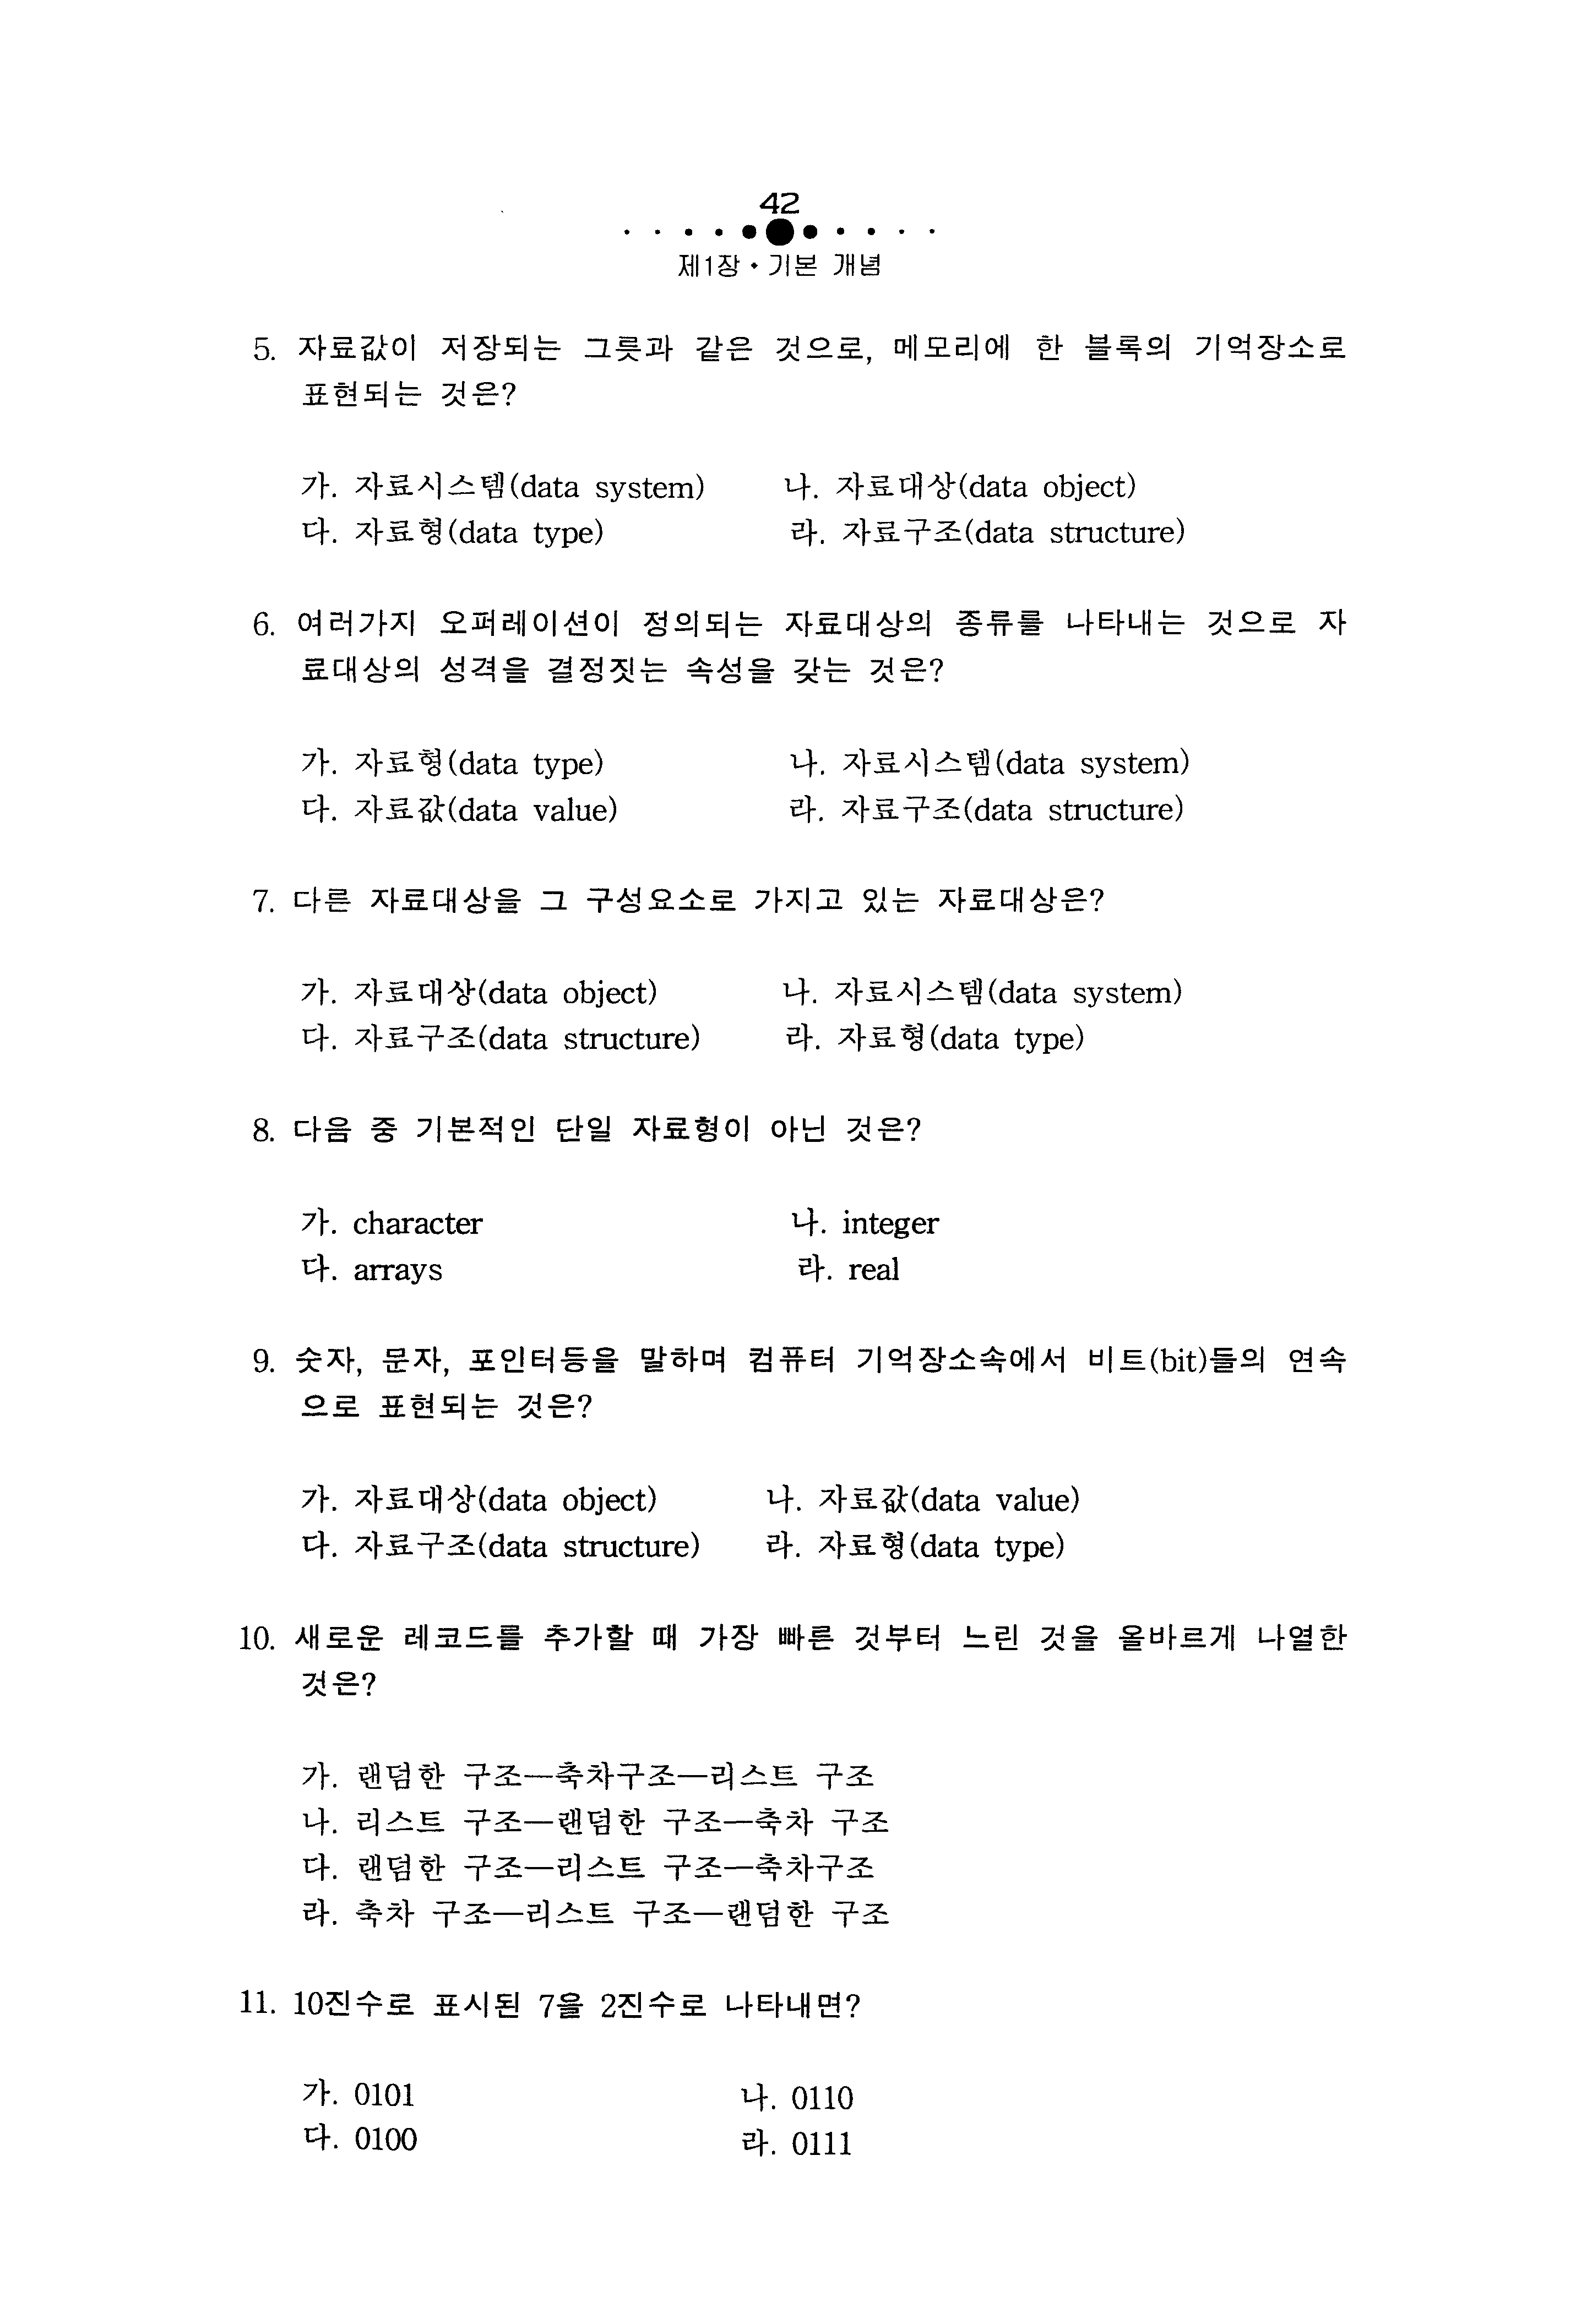 42
제1장 • 기본 개념
5. 자료값이 저장되는 그릇과 같은 것으로, 메모리에 한 블록의 기억장소로
표현되는 것은?
가. 자료시스템(data system) 나. 자료대상(data object)
다. 자료형(data type) 라. 자료구조(data structure)
6. 여러가지 오퍼레이션이 정의되는 자료대상의 종류를 나타내는 것으로 자
료대상의 성격을 결정짓는 속성을 갖는 것은?
가. 자료형(data type) 나. 자료시스템(data system)
다. 자료값(data value) 라. 자료구조(data structure)
7. 다른 자료대상을 그 구성요소로 가지고 있는 자료대상은?
가. 자료대상(data object) 나. 자료시스템(data system)
다. 자료구조(data structure) 라. 자료형(data type)
8. 다음 중 기본적인 단일 자료형이 아닌 것은?
가. character 나. integer
다. arrays 라. real
9. 숫자, 문자, 포인터등을 말하며 컴퓨터 기억장소속에서 비트(bit)들의 연속
으로 표현되는 것은?
가. 자료대상(data object) 나. 자료값(data value)
다. 자료구조(data structure) 라. 자료형(data type)
10. 새로운 레코드를 추가할 때 가장 빠른 것부터 느린 것을 올바르게 나열한
것은?
가. 랜덤한 구조―축차구조―리스트 구조
나. 리스트 구조―랜덤한 구조―축차 구조
다. 랜덤한 구조―리스트 구조―축차구조
라. 축차 구조―리스트 구조―랜덤한 구조
11. 10진수로 표시된 7을 2진수로 나타내면?
가. 0101 나. 0110
다. 0100 라. 0111